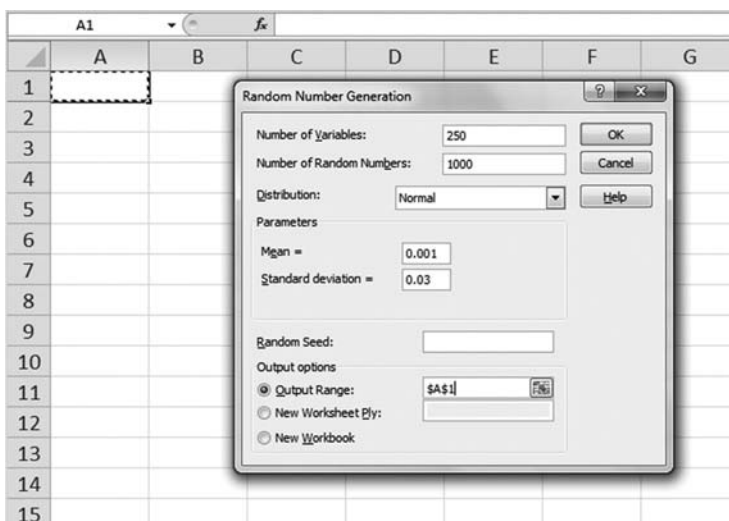 A1 fx
A B C D E F G
1
2
3
4
5
6
7
8
9
10
11
12
13
14
15
Random Number Generation ? X
Number of Variables: 250 OK
Number of Random Numbers: 1000 Cancel
Distribution: Normal Help
Parameters
Mean = 0.001
Standard deviation = 0.03
Random Seed:
Output options
Output Range: $A$1
New Worksheet Ply:
New Workbook